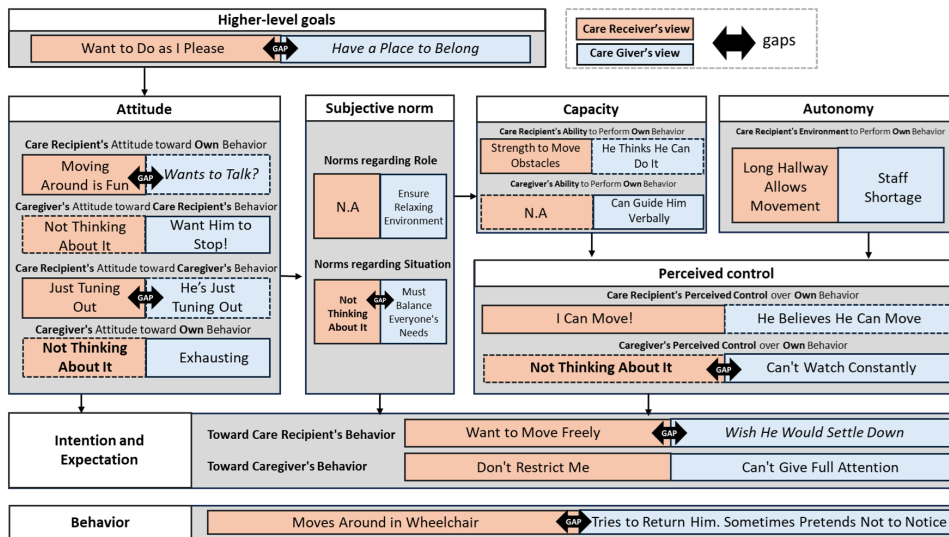 Higher-level goals
Want to Do as I Please
GAP
Have a Place to Belong
Care Receiver's view
Care Giver's view
gaps
Attitude
Care Recipient's Attitude toward Own Behavior
Moving
Around is Fun
GAP
Wants to Talk?
Caregiver's Attitude toward Care Recipient's Behavior
Not Thinking
About It
Want Him to
Stop!
Care Recipient's Attitude toward Caregiver's Behavior
Just Tuning
Out
GAP
He's Just
Tuning Out
Caregiver's Attitude toward Own Behavior
Not Thinking
About It
Exhausting
Subjective norm
Norms regarding Role
N.A
Ensure
Relaxing
Environment
Norms regarding Situation
Not
Thinking
About It
GAP
Must
Balance
Everyone's
Needs
Capacity
Care Recipient's Ability to Perform Own Behavior
Strength to Move
Obstacles
He Thinks He Can
Do It
Caregiver's Ability to Perform Own Behavior
N.A
Can Guide Him
Verbally
Autonomy
Care Recipient's Environment to Perform Own Behavior
Long Hallway
Allows
Movement
Staff
Shortage
Perceived control
Care Recipient's Perceived Control over Own Behavior
I Can Move!
He Believes He Can Move
Caregiver's Perceived Control over Own Behavior
Not Thinking About It
GAP
Can't Watch Constantly
Intention and
Expectation
Toward Care Recipient's Behavior
Want to Move Freely
GAP
Wish He Would Settle Down
Toward Caregiver's Behavior
Don't Restrict Me
Can't Give Full Attention
Behavior
Moves Around in Wheelchair
GAP
Tries to Return Him. Sometimes Pretends Not to Notice